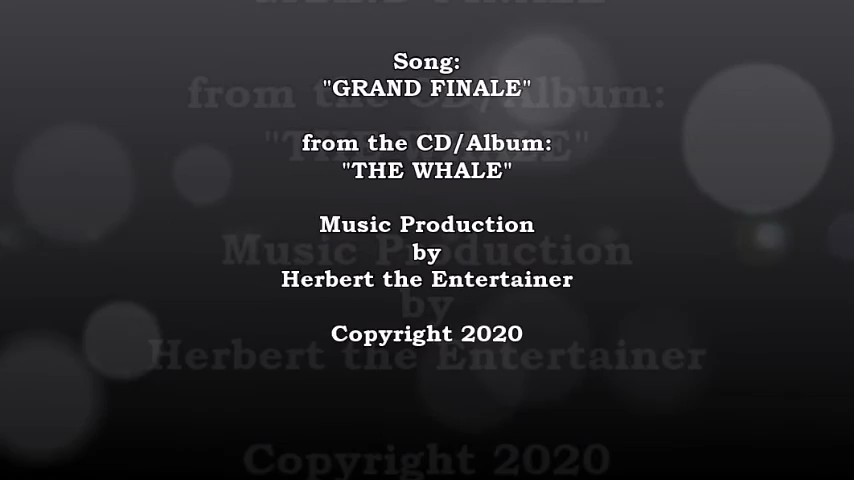 Song:
"GRAND FINALE"
from the CD/Album:
"THE WHALE"
Music Production
by
Herbert the Entertainer
Copyright 2020